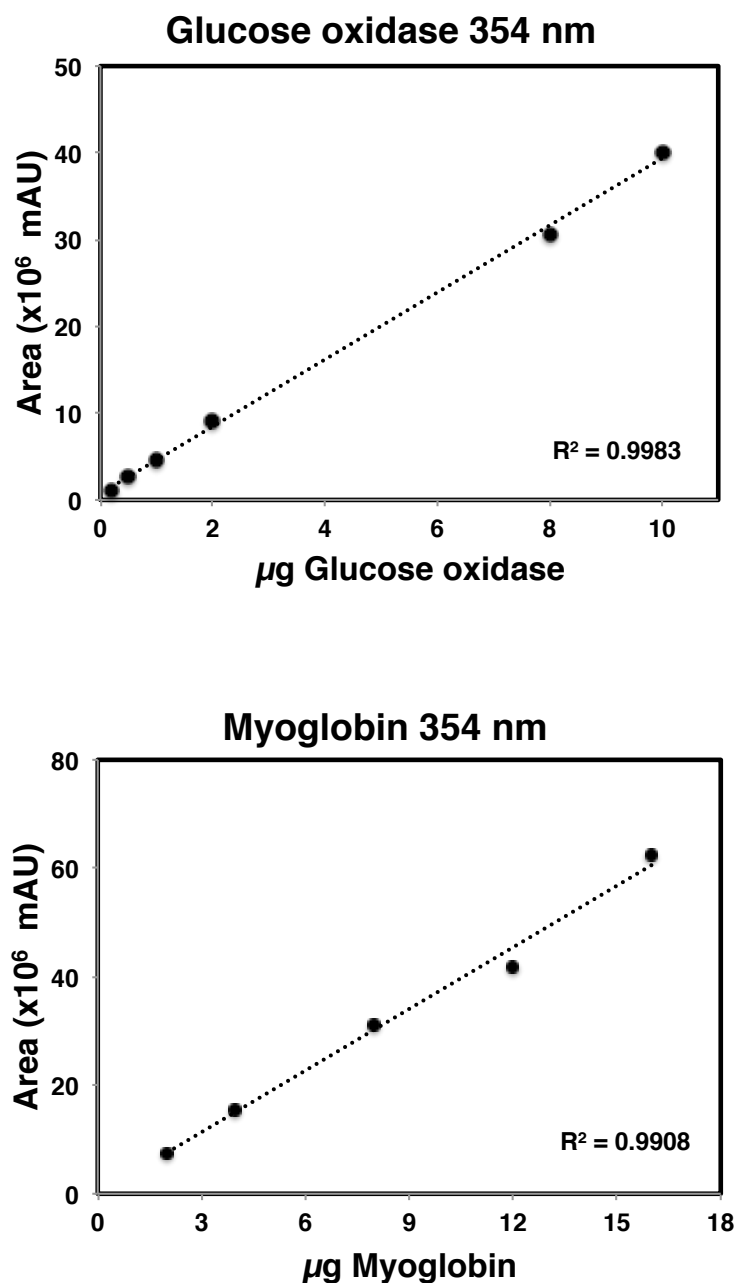 Glucose oxidase 354 nm
50
40
30
20
10
0
Area (x10⁶ mAU)
R² = 0.9983
0 2 4 6 8 10
µg Glucose oxidase
Myoglobin 354 nm
80
60
40
20
0
Area (x10⁶ mAU)
R² = 0.9908
0 3 6 9 12 15 18
µg Myoglobin